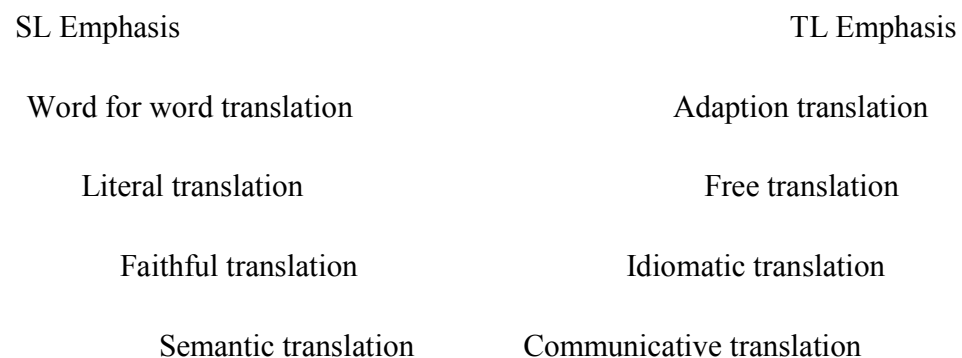 SL Emphasis TL Emphasis
Word for word translation Adaption translation
Literal translation Free translation
Faithful translation Idiomatic translation
Semantic translation Communicative translation